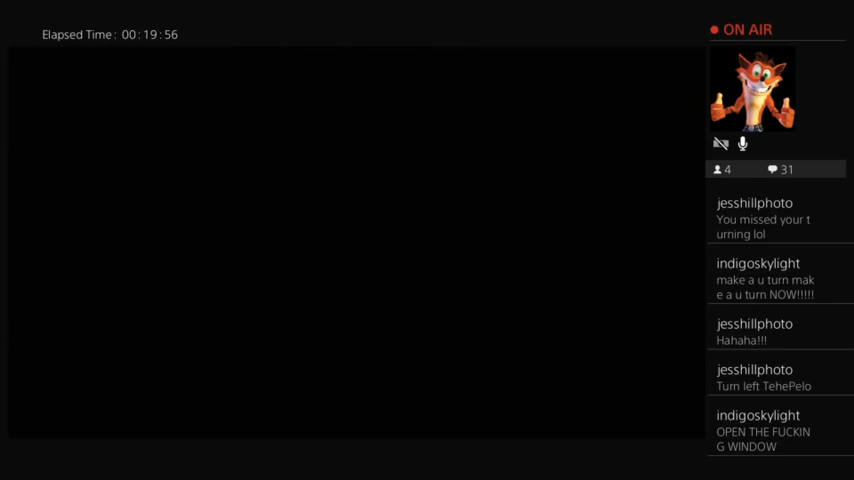 Elapsed Time: 00:19:56
ON AIR
4 31
jesshillphoto
You missed your t
urning lol
indigoskylight
make a u turn mak
e a u turn NOW!!!!!
jesshillphoto
Hahaha!!!
jesshillphoto
Turn left TehePelo
indigoskylight
OPEN THE FUCKIN
G WINDOW